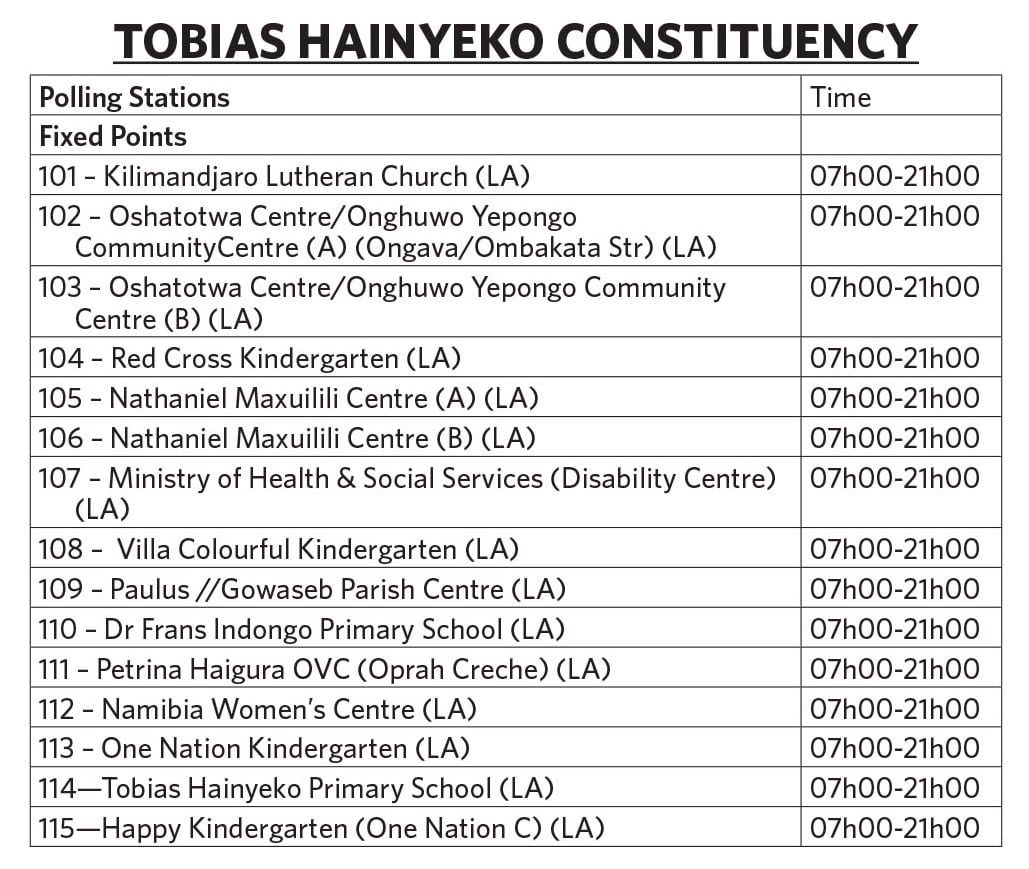 TOBIAS HAINYEKO CONSTITUENCY
Polling Stations Time
Fixed Points
101 – Kilimandjaro Lutheran Church (LA) 07h00-21h00
102 – Oshatotwa Centre/Onghuwo Yepongo 07h00-21h00
CommunityCentre (A) (Ongava/Ombakata Str) (LA)
103 – Oshatotwa Centre/Onghuwo Yepongo Community 07h00-21h00
Centre (B) (LA)
104 – Red Cross Kindergarten (LA) 07h00-21h00
105 – Nathaniel Maxuilili Centre (A) (LA) 07h00-21h00
106 – Nathaniel Maxuilili Centre (B) (LA) 07h00-21h00
107 – Ministry of Health & Social Services (Disability Centre) 07h00-21h00
(LA)
108 – Villa Colourful Kindergarten (LA) 07h00-21h00
109 – Paulus //Gowaseb Parish Centre (LA) 07h00-21h00
110 – Dr Frans Indongo Primary School (LA) 07h00-21h00
111 – Petrina Haigura OVC (Oprah Creche) (LA) 07h00-21h00
112 – Namibia Women's Centre (LA) 07h00-21h00
113 – One Nation Kindergarten (LA) 07h00-21h00
114—Tobias Hainyeko Primary School (LA) 07h00-21h00
115—Happy Kindergarten (One Nation C) (LA) 07h00-21h00